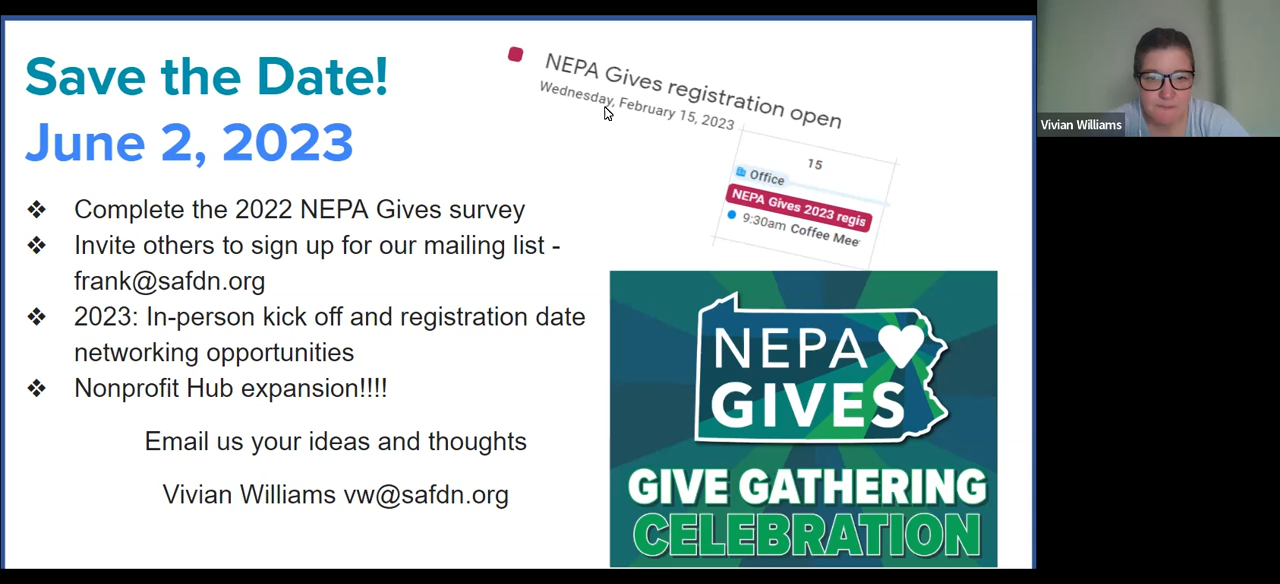 Save the Date!
June 2, 2023
❖ Complete the 2022 NEPA Gives survey
❖ Invite others to sign up for our mailing list -
frank@safdn.org
❖ 2023: In-person kick off and registration date
networking opportunities
❖ Nonprofit Hub expansion!!!!
Email us your ideas and thoughts
Vivian Williams vw@safdn.org
NEPA Gives registration open
Wednesday, February 15, 2023
15
Office
NEPA Gives 2023 regis
9:30am Coffee Mee
NEPA
GIVES
GIVE GATHERING
CELEBRATION
Vivian Williams